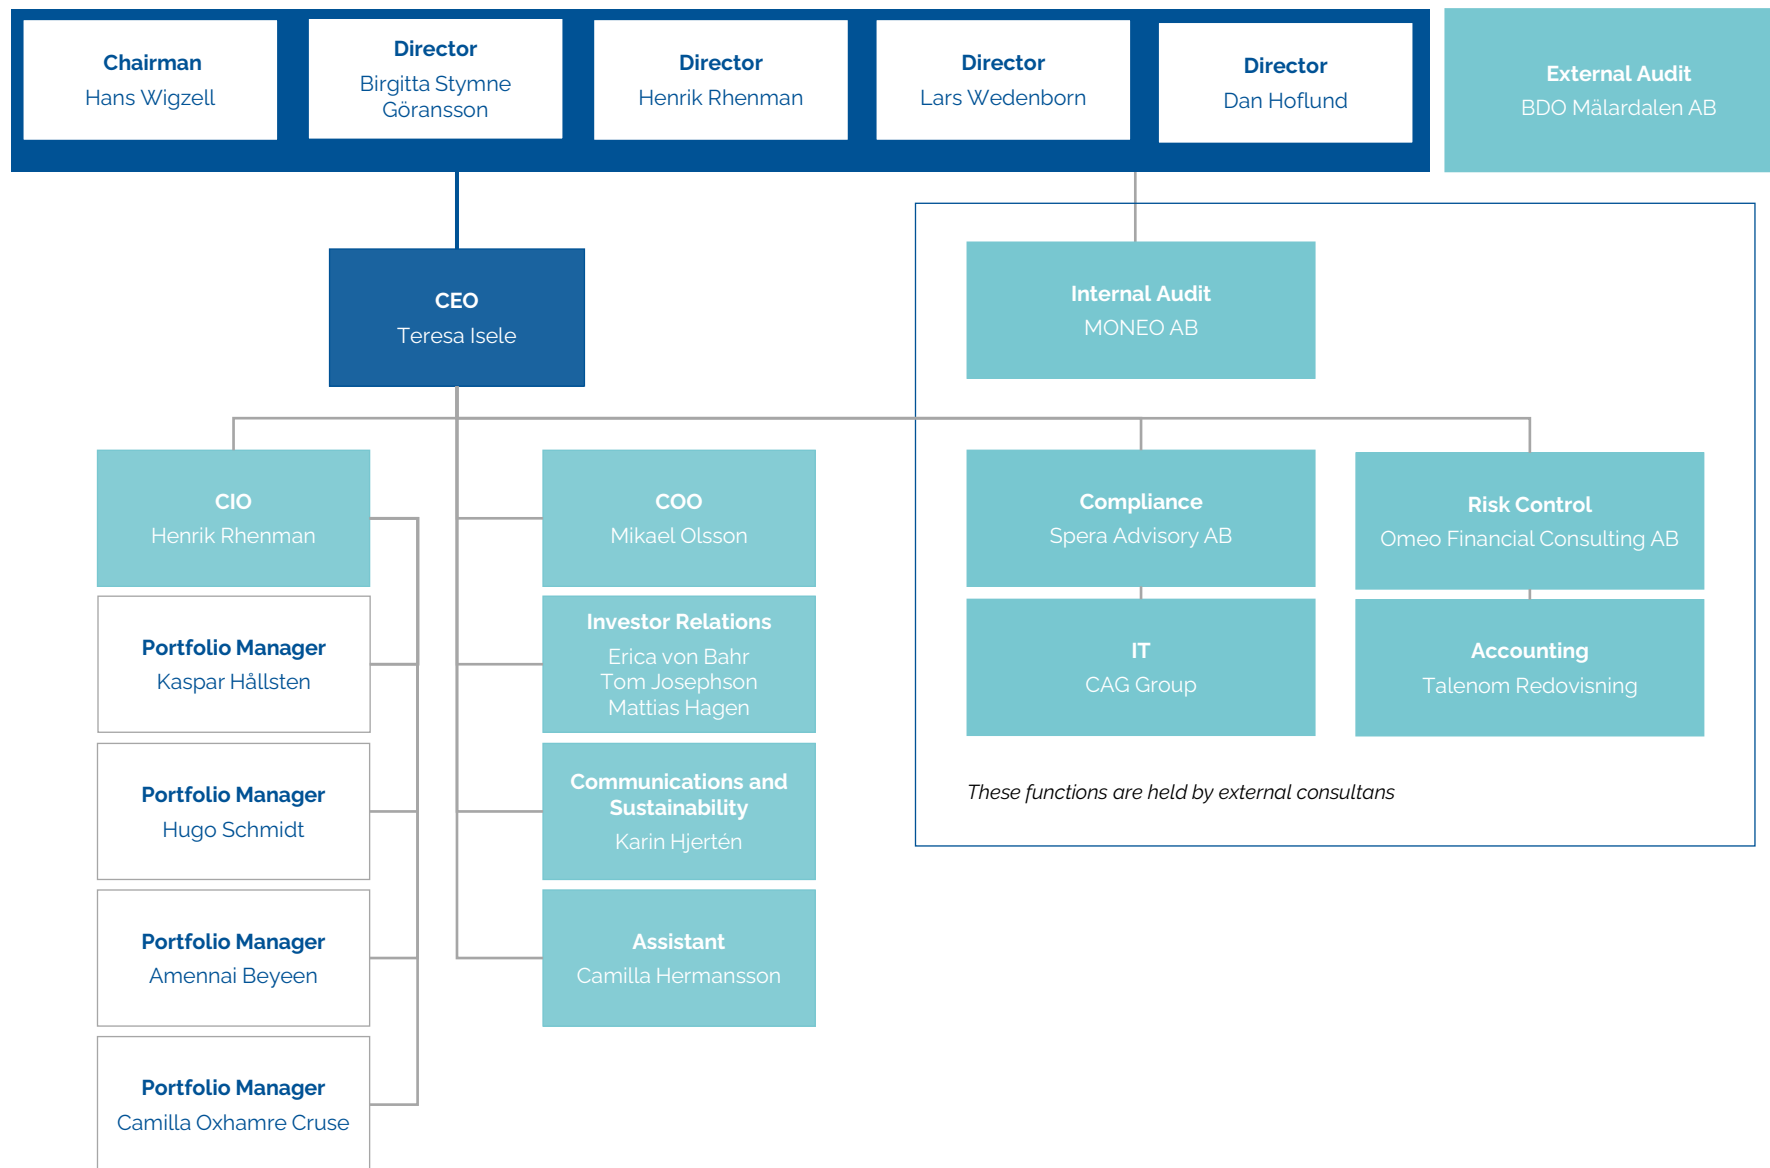 Chairman
Hans Wigzell
Director
Birgitta Stymne
Göransson
Director
Henrik Rhenman
Director
Lars Wedenborn
Director
Dan Hoflund
External Audit
BDO Mälardalen AB
CEO
Teresa Isele
Internal Audit
MONEO AB
CIO
Henrik Rhenman
COO
Mikael Olsson
Compliance
Spera Advisory AB
Risk Control
Omeo Financial Consulting AB
Portfolio Manager
Kaspar Hållsten
Investor Relations
Erica von Bahr
Tom Josephson
Mattias Hagen
IT
CAG Group
Accounting
Talenom Redovisning
Portfolio Manager
Hugo Schmidt
Communications and
Sustainability
Karin Hjertén
These functions are held by external consultans
Portfolio Manager
Amennai Beyeen
Assistant
Camilla Hermansson
Portfolio Manager
Camilla Oxhamre Cruse